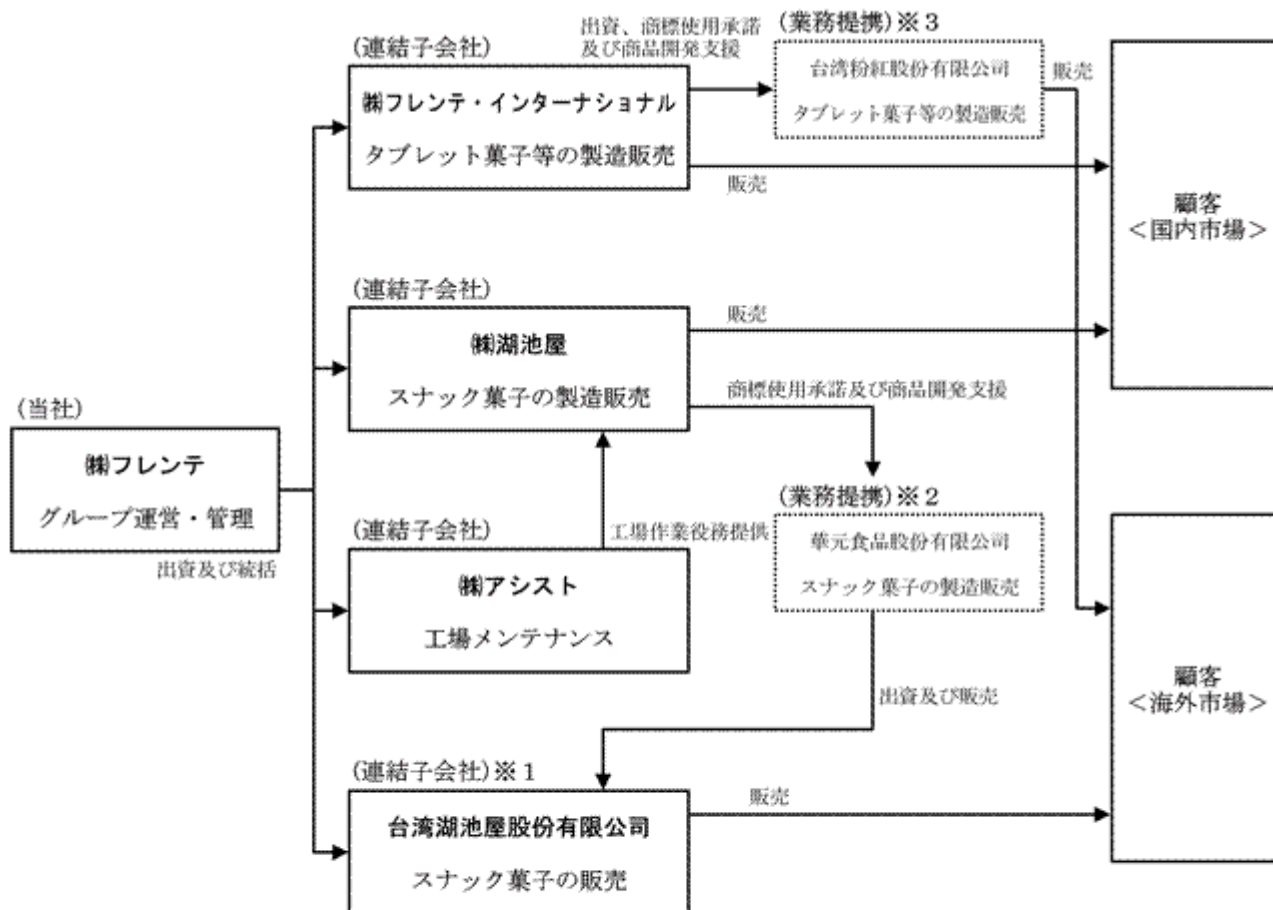 出資、商標使用承諾
及び商品開発支援
(業務提携)※3
(連結子会社)
㈱フレンテ・インターナショナル
タブレット菓子等の製造販売
台湾粉紅股份有限公司
タブレット菓子等の製造販売
販売
販売
顧客
＜国内市場＞
(連結子会社)
㈱湖池屋
スナック菓子の製造販売
販売
商標使用承諾及び商品開発支援
(当社)
㈱フレンテ
グループ運営・管理
出資及び統括
(業務提携)※2
華元食品股份有限公司
スナック菓子の製造販売
(連結子会社)
工場作業役務提供
㈱アシスト
工場メンテナンス
出資及び販売
顧客
＜海外市場＞
(連結子会社)※1
台湾湖池屋股份有限公司
スナック菓子の販売
販売